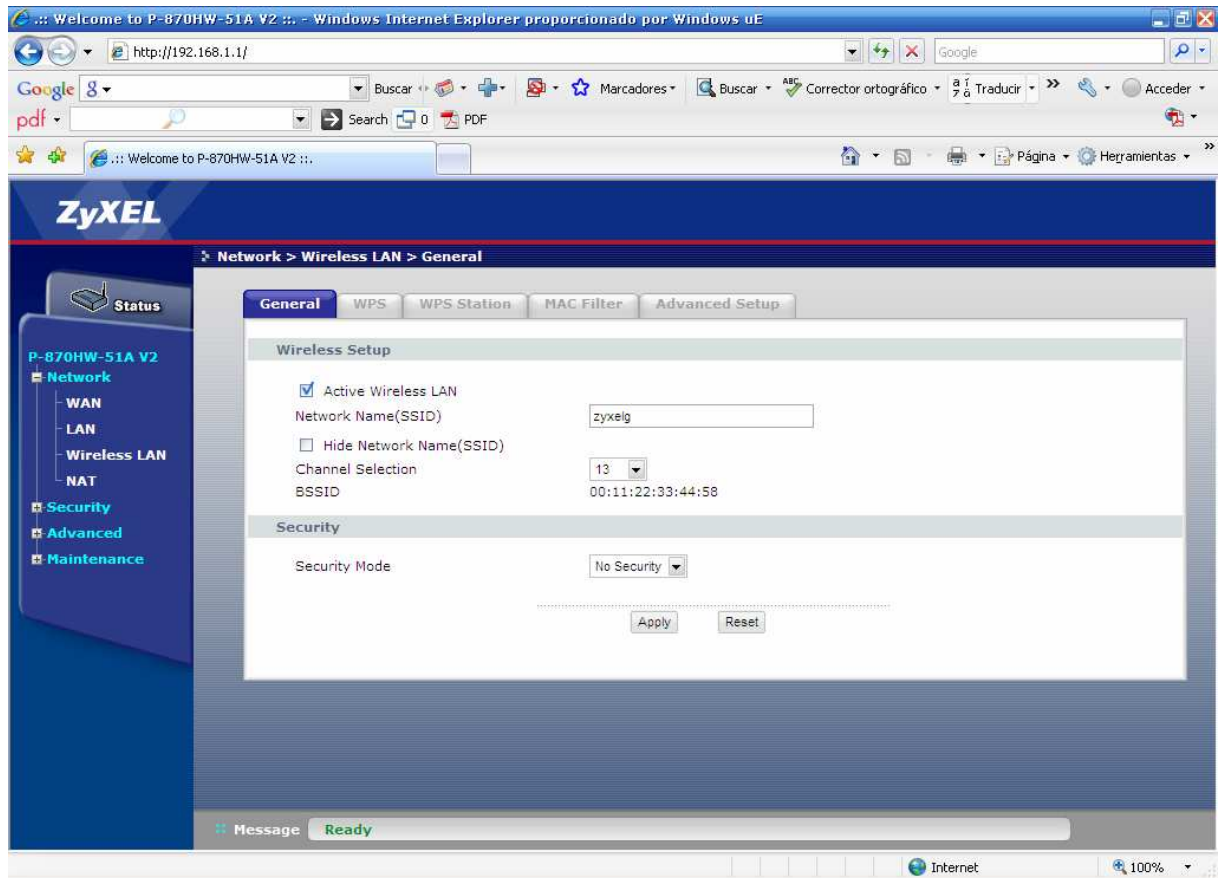 .:: Welcome to P-870HW-51A V2 ::. - Windows Internet Explorer proporcionado por Windows uE
http://192.168.1.1/
Google
Google
Buscar
Marcadores
Buscar
ABC Corrector ortográfico
Traducir
»
Acceder
pdf
Search
0
PDF
.:: Welcome to P-870HW-51A V2 ::.
Página
Herramientas
»
ZyXEL
Network > Wireless LAN > General
Status
General
WPS
WPS Station
MAC Filter
Advanced Setup
P-870HW-51A V2
Network
WAN
LAN
Wireless LAN
NAT
Security
Advanced
Maintenance
Wireless Setup
Active Wireless LAN
Network Name(SSID)
zyxelg
Hide Network Name(SSID)
Channel Selection
13
BSSID
00:11:22:33:44:58
Security
Security Mode
No Security
Apply
Reset
Message
Ready
Internet
100%